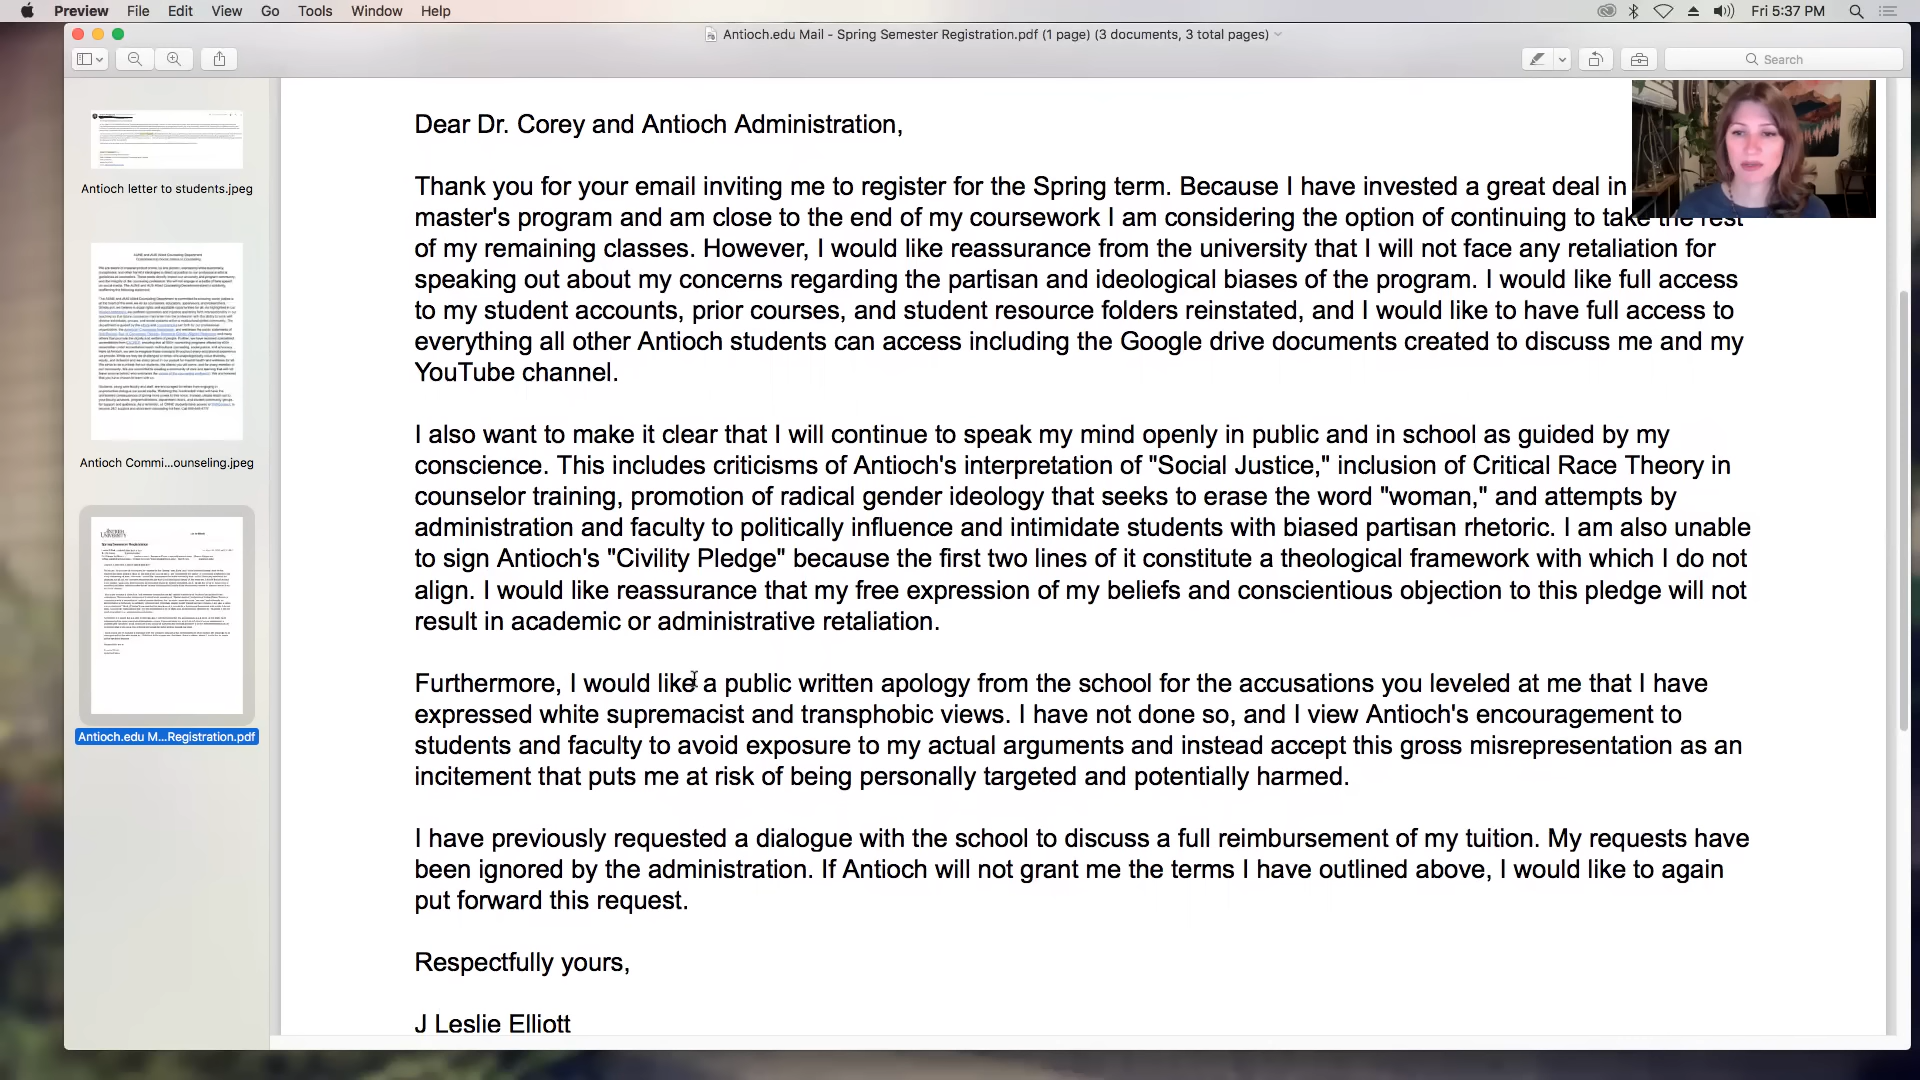 Preview File Edit View Go Tools Window Help
Fri 5:37 PM
Antioch.edu Mail - Spring Semester Registration.pdf (1 page) (3 documents, 3 total pages)
Search
Antioch letter to students.jpeg
Antioch Commi...ounseling.jpeg
Antioch.edu M...Registration.pdf
Dear Dr. Corey and Antioch Administration,
Thank you for your email inviting me to register for the Spring term. Because I have invested a great deal in
master's program and am close to the end of my coursework I am considering the option of continuing to take the rest
of my remaining classes. However, I would like reassurance from the university that I will not face any retaliation for
speaking out about my concerns regarding the partisan and ideological biases of the program. I would like full access
to my student accounts, prior courses, and student resource folders reinstated, and I would like to have full access to
everything all other Antioch students can access including the Google drive documents created to discuss me and my
YouTube channel.
I also want to make it clear that I will continue to speak my mind openly in public and in school as guided by my
conscience. This includes criticisms of Antioch's interpretation of "Social Justice," inclusion of Critical Race Theory in
counselor training, promotion of radical gender ideology that seeks to erase the word "woman," and attempts by
administration and faculty to politically influence and intimidate students with biased partisan rhetoric. I am also unable
to sign Antioch's "Civility Pledge" because the first two lines of it constitute a theological framework with which I do not
align. I would like reassurance that my free expression of my beliefs and conscientious objection to this pledge will not
result in academic or administrative retaliation.
Furthermore, I would like a public written apology from the school for the accusations you leveled at me that I have
expressed white supremacist and transphobic views. I have not done so, and I view Antioch's encouragement to
students and faculty to avoid exposure to my actual arguments and instead accept this gross misrepresentation as an
incitement that puts me at risk of being personally targeted and potentially harmed.
I have previously requested a dialogue with the school to discuss a full reimbursement of my tuition. My requests have
been ignored by the administration. If Antioch will not grant me the terms I have outlined above, I would like to again
put forward this request.
Respectfully yours,
J Leslie Elliott